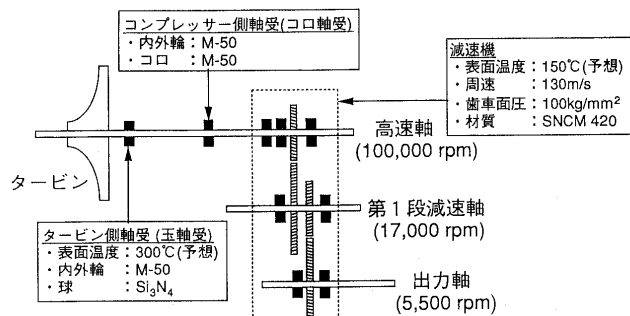 コンプレッサー側軸受(コロ軸受)
・内外輪：M-50
・コロ　：M-50
減速機
・表面温度：150℃(予想)
・周速　　：130m/s
・歯車面圧：100kg/mm²
・材質　　：SNCM 420
高速軸
(100,000 rpm)
タービン
第1段減速軸
(17,000 rpm)
タービン側軸受(玉軸受)
・表面温度：300℃(予想)
・内外輪　：M-50
・球　　　：Si₃N₄
出力軸
(5,500 rpm)